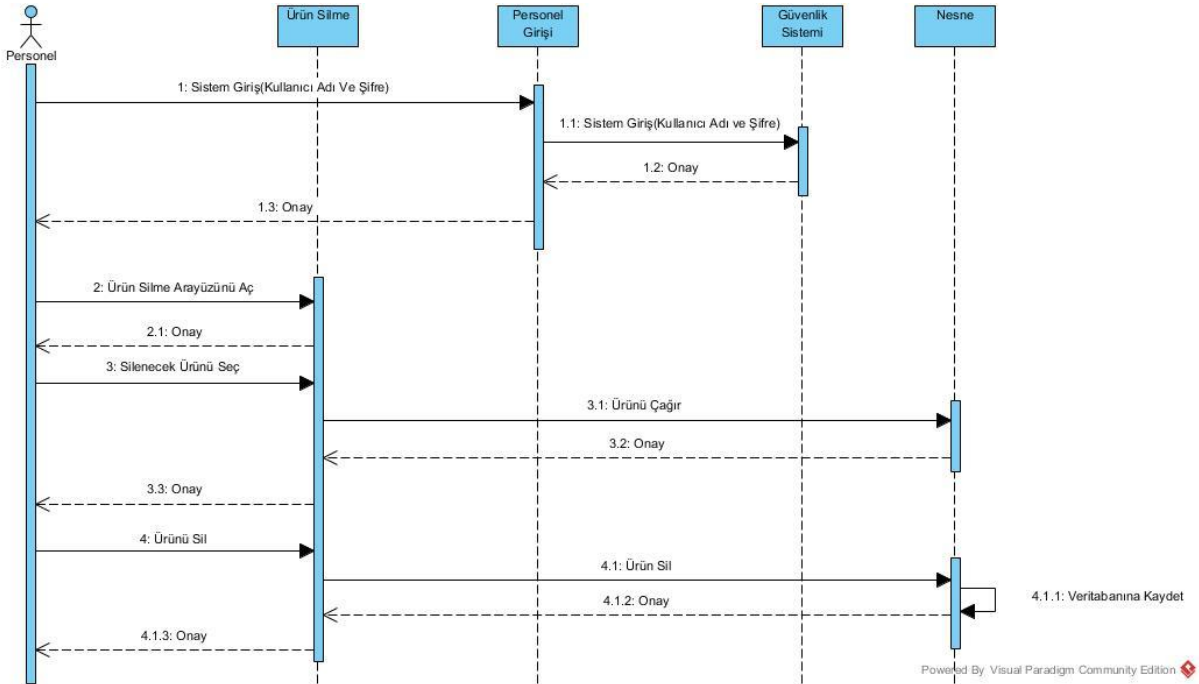 Personel
Ürün Silme
Personel
Girişi
Güvenlik
Sistemi
Nesne
1: Sistem Giriş(Kullanıcı Adı Ve Şifre)
1.1: Sistem Giriş(Kullanıcı Adı ve Şifre)
1.2: Onay
1.3: Onay
2: Ürün Silme Arayüzünü Aç
2.1: Onay
3: Silenecek Ürünü Seç
3.1: Ürünü Çağır
3.2: Onay
3.3: Onay
4: Ürünü Sil
4.1: Ürün Sil
4.1.1: Veritabanına Kaydet
4.1.2: Onay
4.1.3: Onay
Powered By Visual Paradigm Community Edition